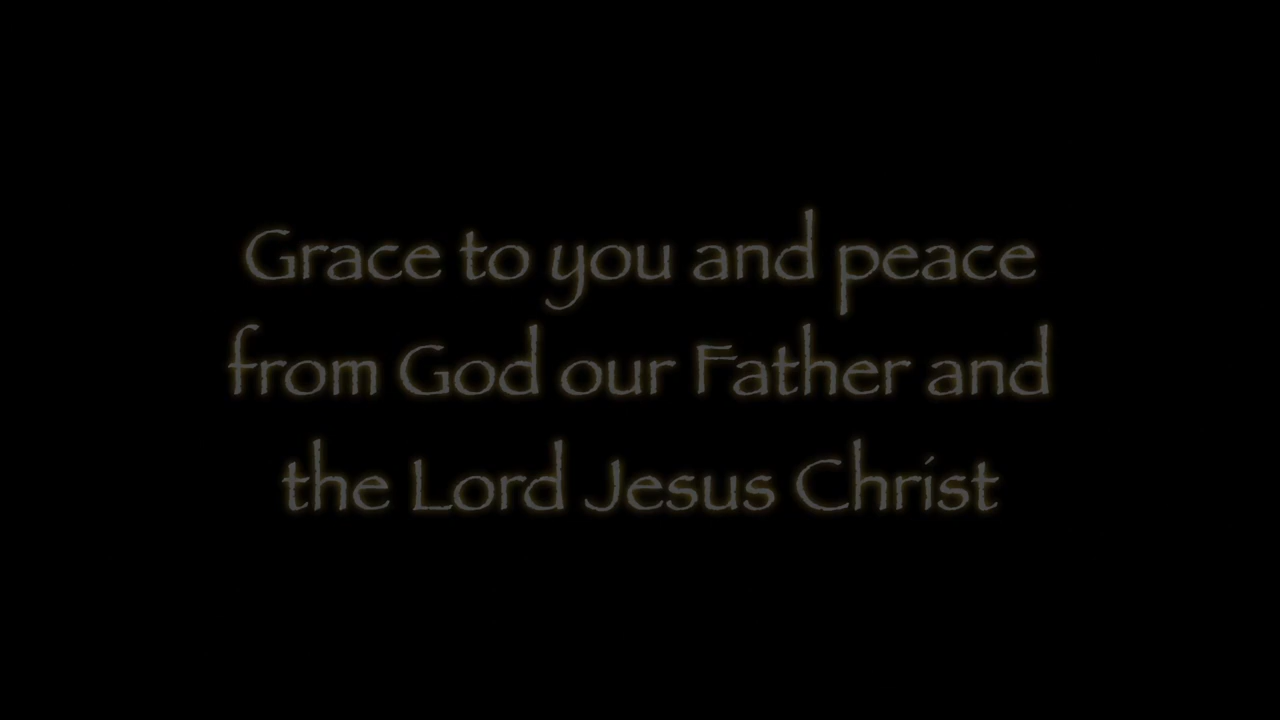 Grace to you and peace
from God our Father and
the Lord Jesus Christ